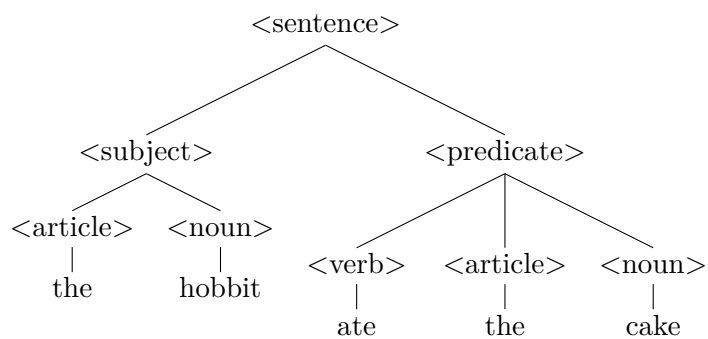 <sentence>
<subject> <predicate>
<article> <noun>
<verb> <article> <noun>
the hobbit
ate the cake